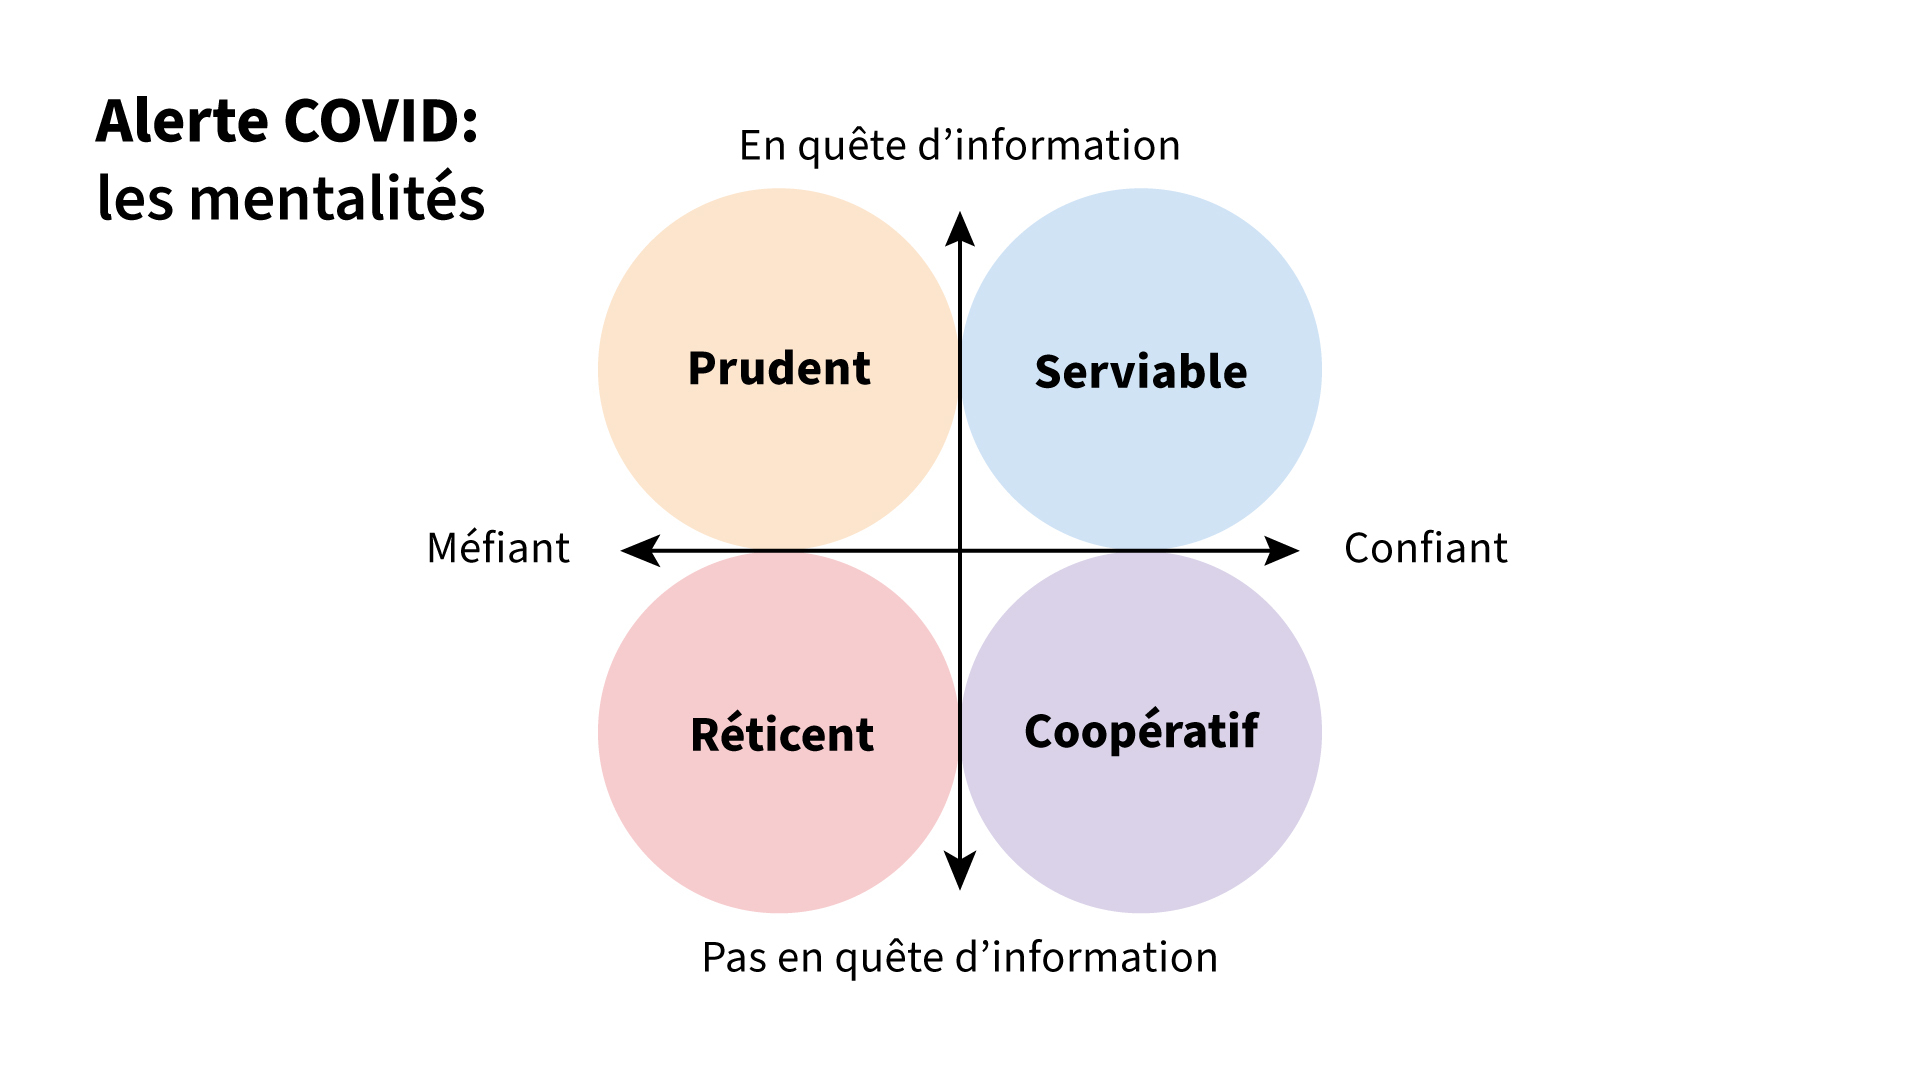 Alerte COVID:
les mentalités
En quête d’information
Prudent
Serviable
Méfiant
Confiant
Réticent
Coopératif
Pas en quête d’information